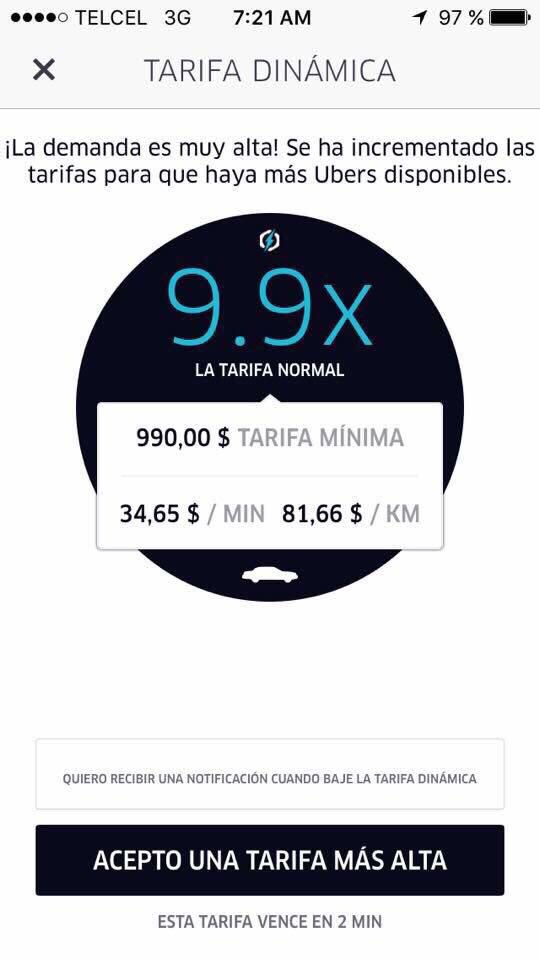 TELCEL 3G 7:21 AM 97 %
TARIFA DINÁMICA
¡La demanda es muy alta! Se ha incrementado las
tarifas para que haya más Ubers disponibles.
9.9x
LA TARIFA NORMAL
990,00 $ TARIFA MÍNIMA
34,65 $ / MIN 81,66 $ / KM
QUIERO RECIBIR UNA NOTIFICACIÓN CUANDO BAJE LA TARIFA DINÁMICA
ACEPTO UNA TARIFA MÁS ALTA
ESTA TARIFA VENCE EN 2 MIN